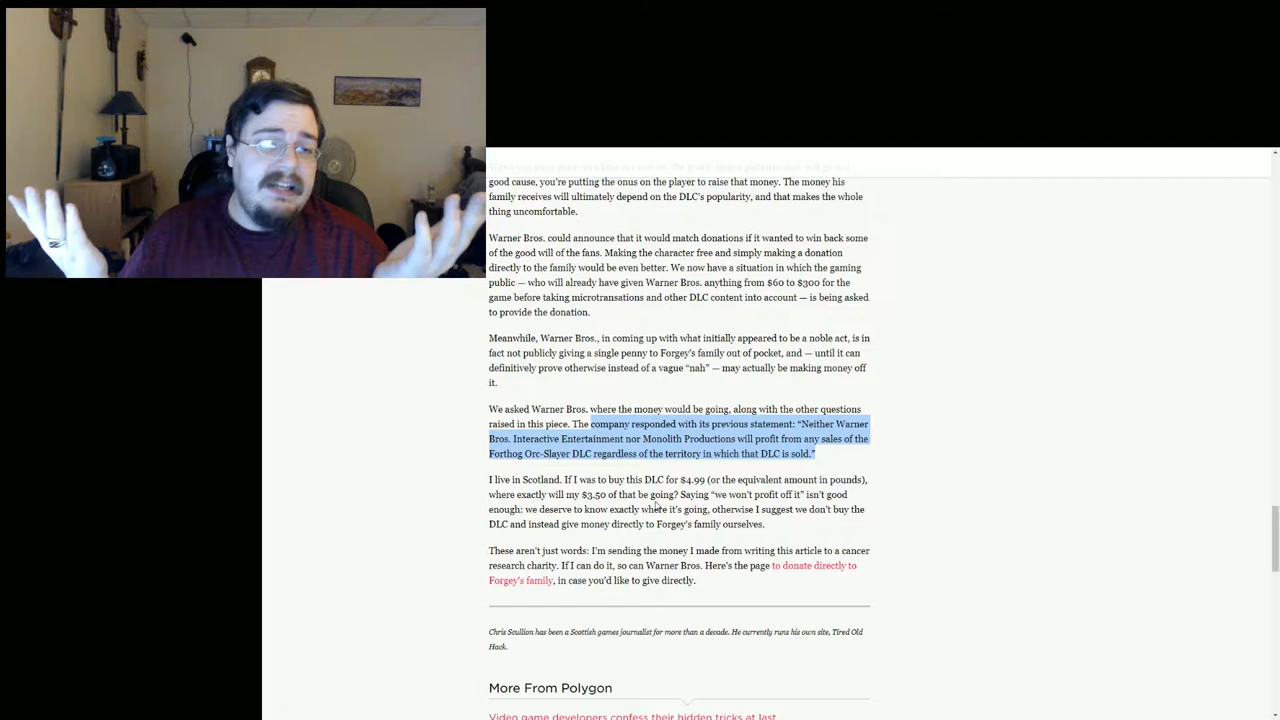 good cause, you're putting the onus on the player to raise that money. The money his
family receives will ultimately depend on the DLC's popularity, and that makes the whole
thing uncomfortable.
Warner Bros. could announce that it would match donations if it wanted to win back some
of the good will of the fans. Making the character free and simply making a donation
directly to the family would be even better. We now have a situation in which the gaming
public — who will already have given Warner Bros. anything from $60 to $300 for the
game before taking microtransations and other DLC content into account — is being asked
to provide the donation.
Meanwhile, Warner Bros., in coming up with what initially appeared to be a noble act, is in
fact not publicly giving a single penny to Forgey's family out of pocket, and — until it can
definitively prove otherwise instead of a vague “nah” — may actually be making money off
it.
We asked Warner Bros. where the money would be going, along with the other questions
raised in this piece. The company responded with its previous statement: “Neither Warner
Bros. Interactive Entertainment nor Monolith Productions will profit from any sales of the
Forthog Orc-Slayer DLC regardless of the territory in which that DLC is sold.”
I live in Scotland. If I was to buy this DLC for $4.99 (or the equivalent amount in pounds),
where exactly will my $3.50 of that be going? Saying “we won't profit off it” isn't good
enough: we deserve to know exactly where it's going, otherwise I suggest we don't buy the
DLC and instead give money directly to Forgey's family ourselves.
These aren't just words: I'm sending the money I made from writing this article to a cancer
research charity. If I can do it, so can Warner Bros. Here's the page to donate directly to
Forgey's family, in case you'd like to give directly.
Chris Scullion has been a Scottish games journalist for more than a decade. He currently runs his own site, Tired Old
Hack.
More From Polygon
Video game developers confess their hidden tricks at last